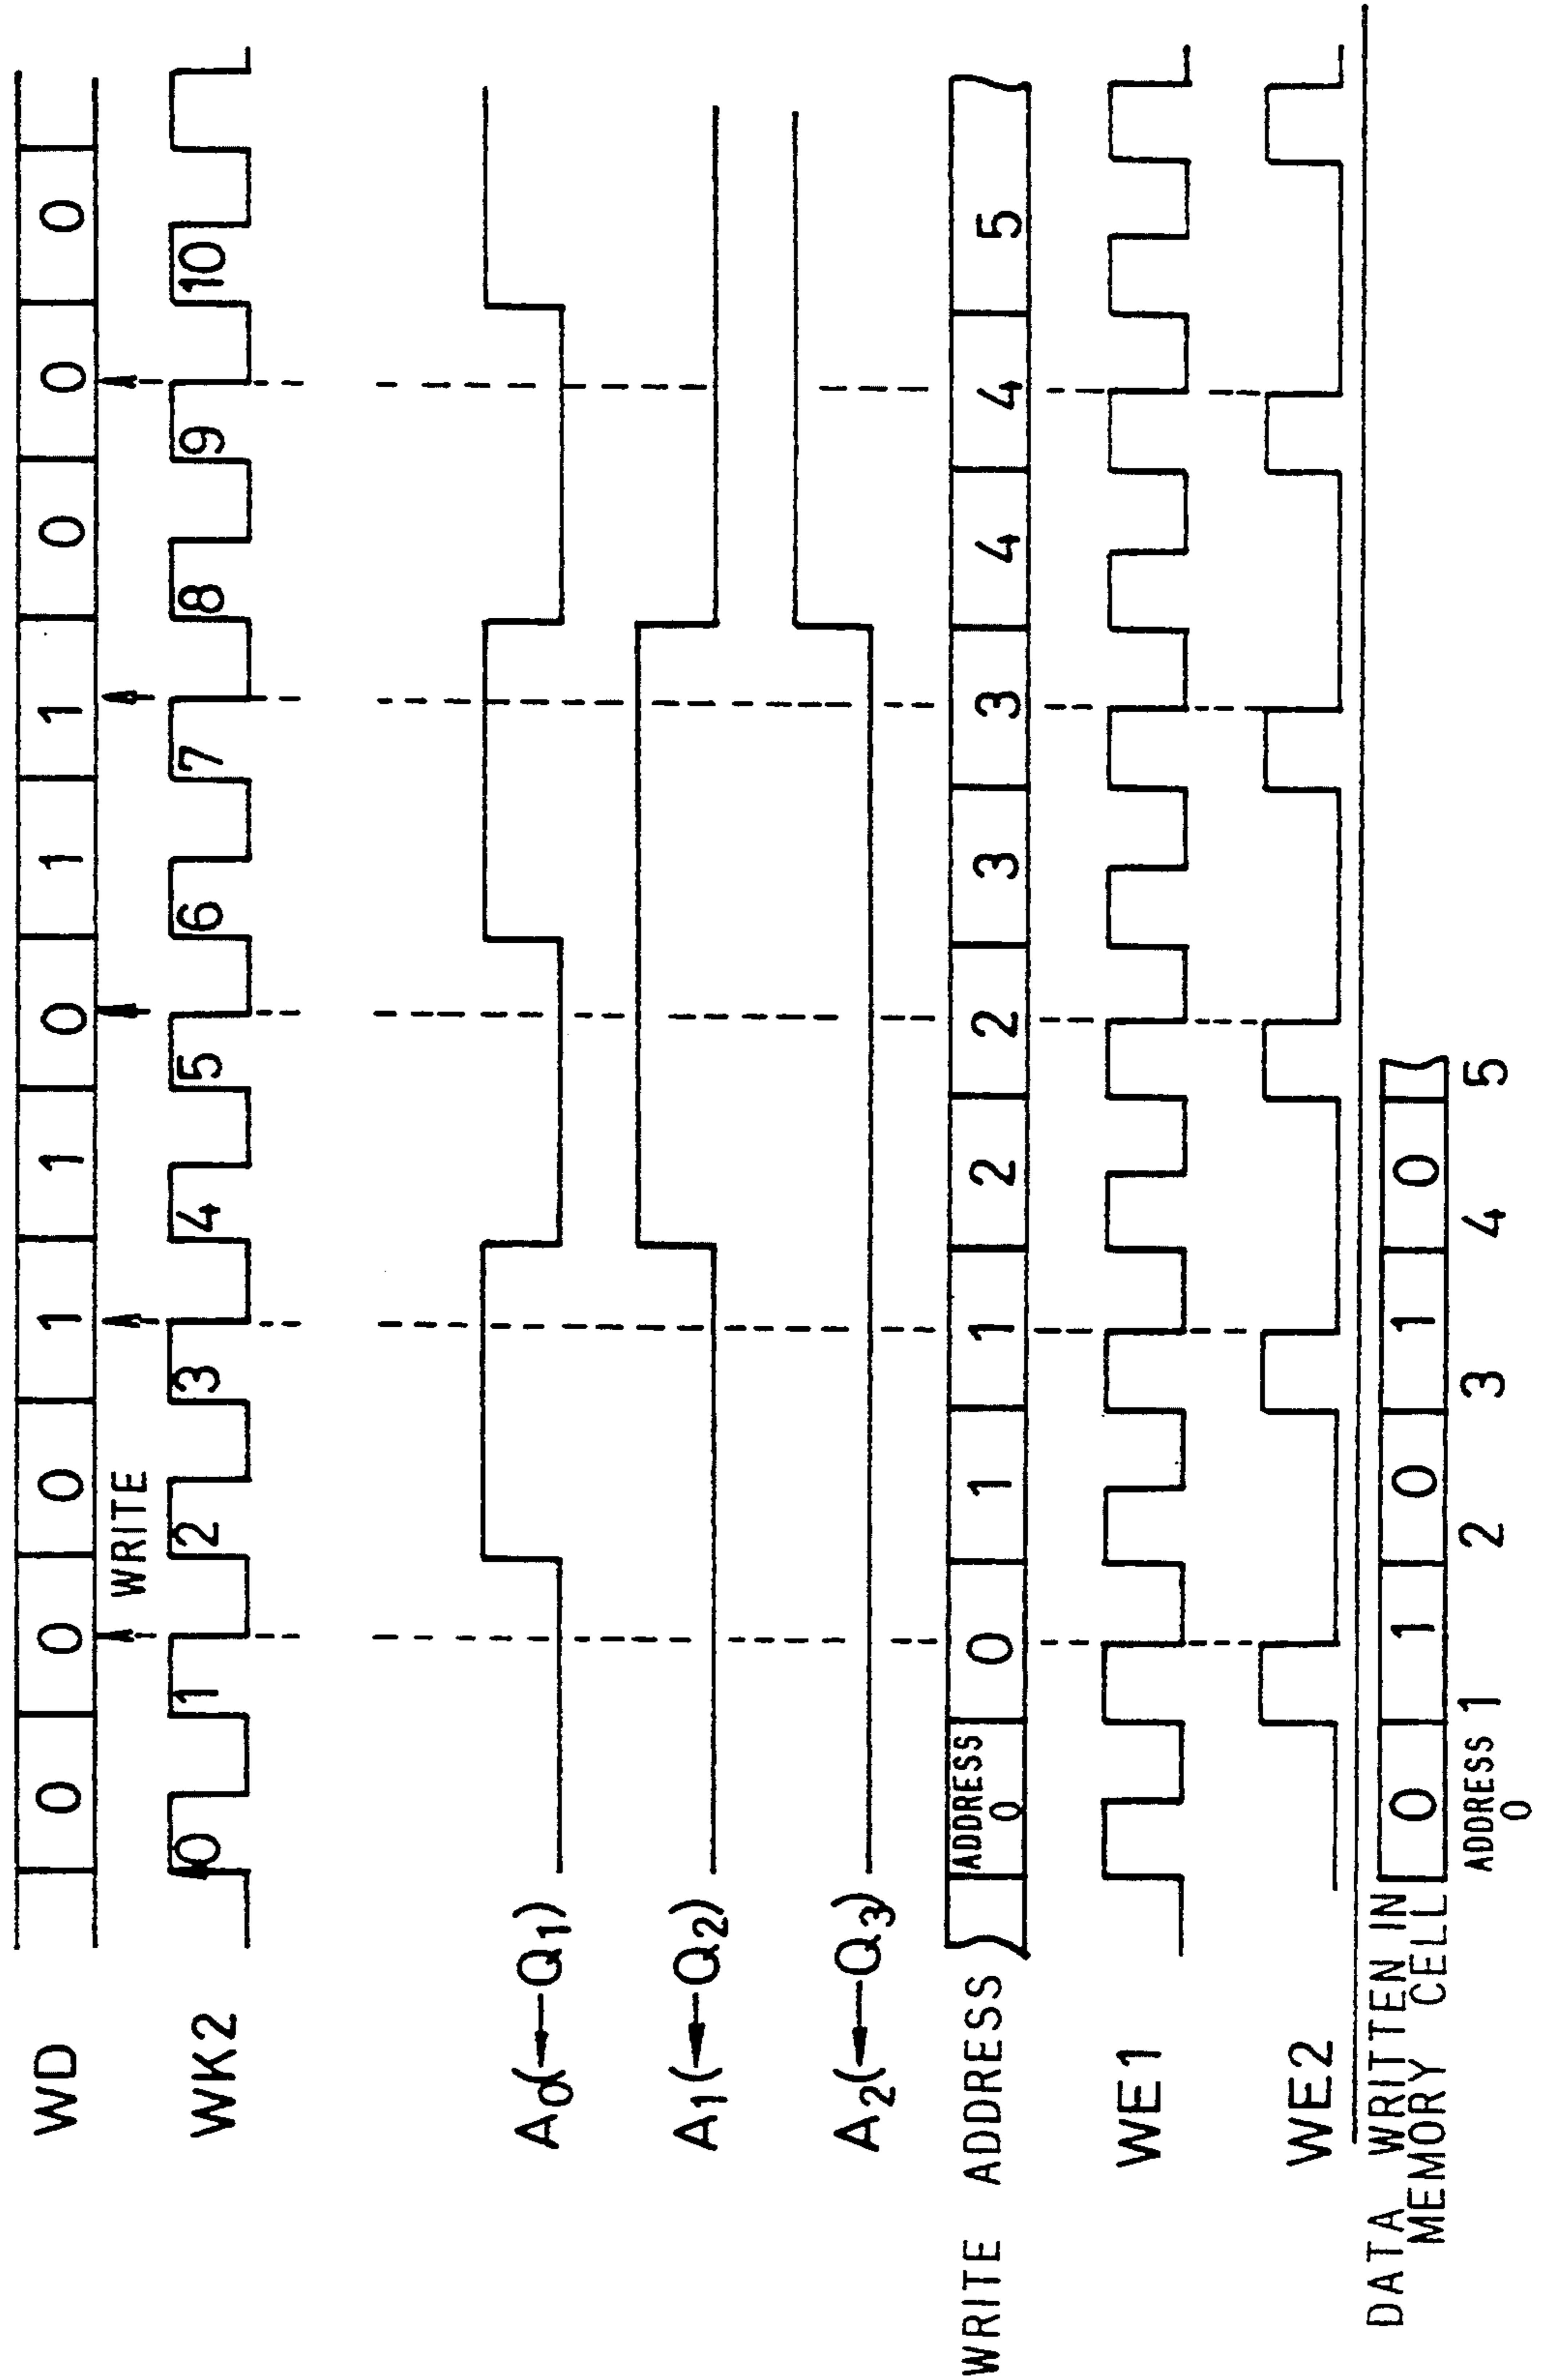 WD 0 0 0 1 1 0 1 1 0 0 0
WRITE
WK2 0 1 2 3 4 5 6 7 8 9 10
A0(←Q1)
A1(←Q2)
A2(←Q3)
WRITE ADDRESS ADDRESS 0 0 1 1 2 2 3 3 4 4 5
WE1
WE2
DATA WRITTEN IN
MEMORY CELL 0 1 0 1 0
ADDRESS 0 1 2 3 4 5